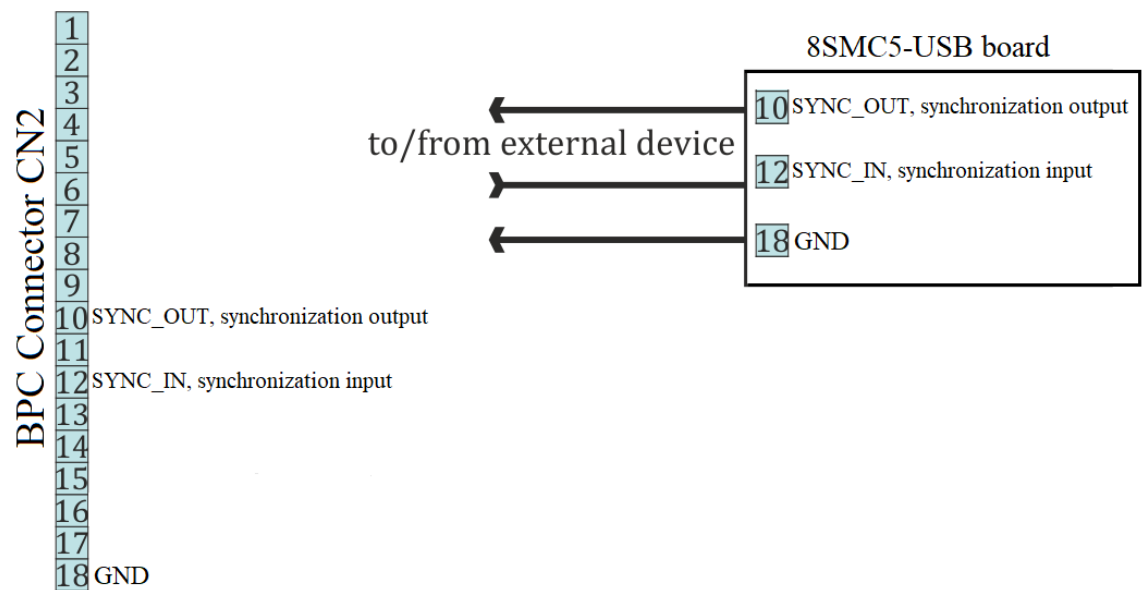 BPC Connector CN2
1
2
3
4
5
6
7
8
9
10 SYNC_OUT, synchronization output
11
12 SYNC_IN, synchronization input
13
14
15
16
17
18 GND
to/from external device
8SMC5-USB board
10 SYNC_OUT, synchronization output
12 SYNC_IN, synchronization input
18 GND